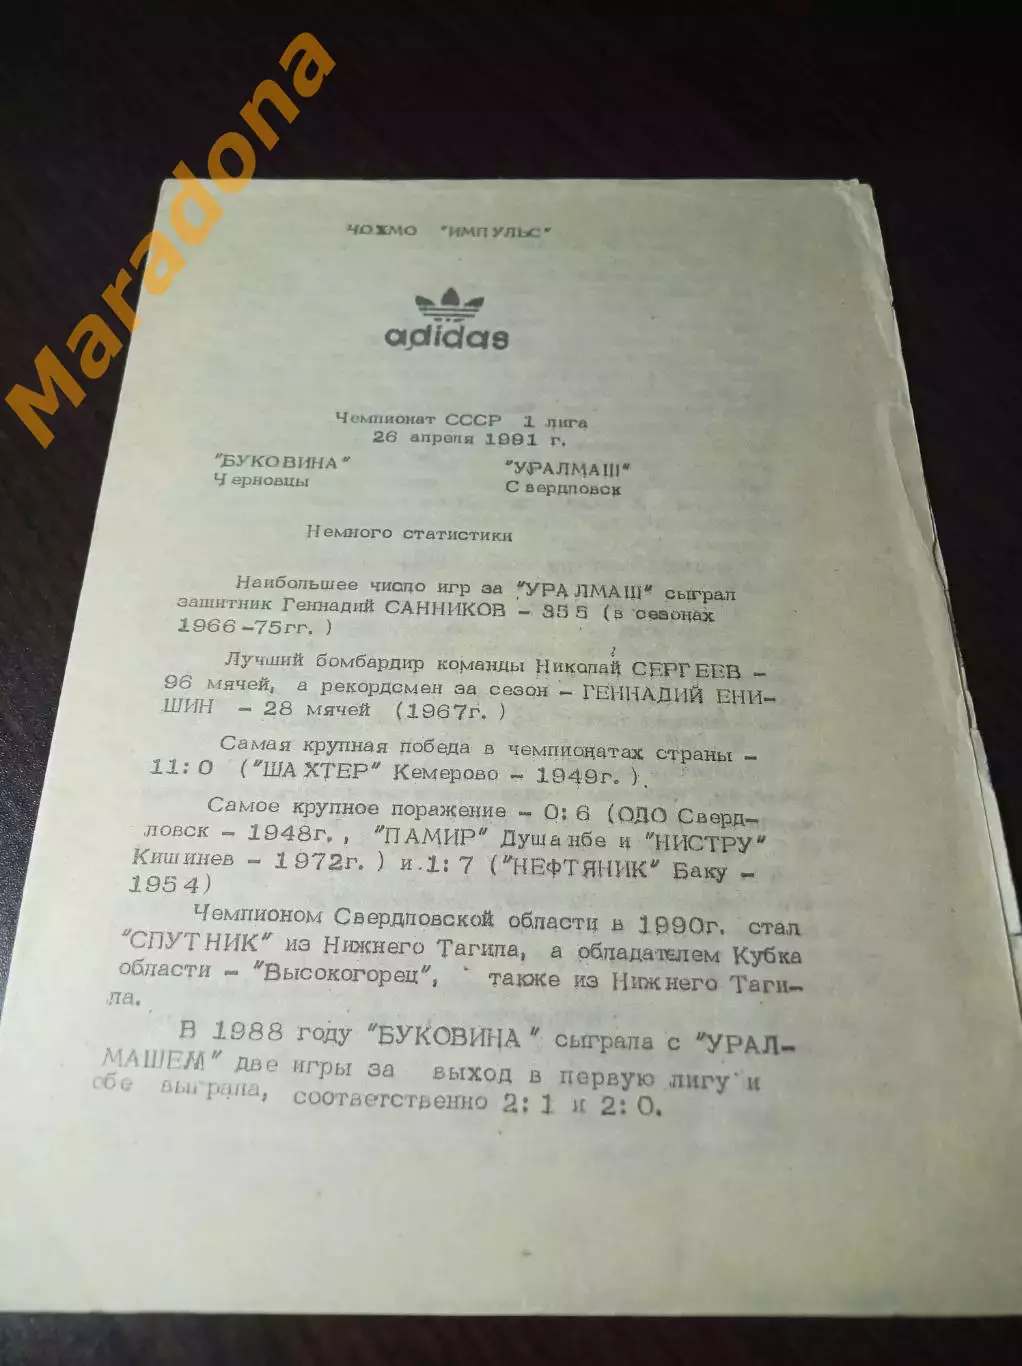 Maradona
ЧОХМО "ИМПУЛЬС"
adidas
Чемпионат СССР 1 лига
26 апреля 1991 г.
"БУКОВИНА" "УРАЛМАШ"
Черновцы Свердловск
Немного статистики
Наибольшее число игр за "УРАЛМАШ" сыграл
защитник Геннадий САННИКОВ - 355 (в сезонах
1966-75гг. )
Лучший бомбардир команды Николай СЕРГЕЕВ -
96 мячей, а рекордсмен за сезон - ГЕННАДИЙ ЕНИ-
ШИН - 28 мячей (1967г. )
Самая крупная победа в чемпионатах страны -
11:0 ("ШАХТЕР" Кемерово - 1949г. ).
Самое крупное поражение - 0:6 (ОДО Сверд-
ловск - 1948г. , "ПАМИР" Душанбе и "НИСТРУ"
Кишинев - 1972г. ) и 1:7 ("НЕФТЯНИК" Баку -
1954)
Чемпионом Свердловской области в 1990г. стал
"СПУТНИК" из Нижнего Тагила, а обладателем Кубка
области - "Высокогорец", также из Нижнего Таги-
ла.
В 1988 году "БУКОВИНА" сыграла с "УРАЛ-
МАШЕМ" две игры за выход в первую лигу и
обе выграла, соответственно 2:1 и 2:0.